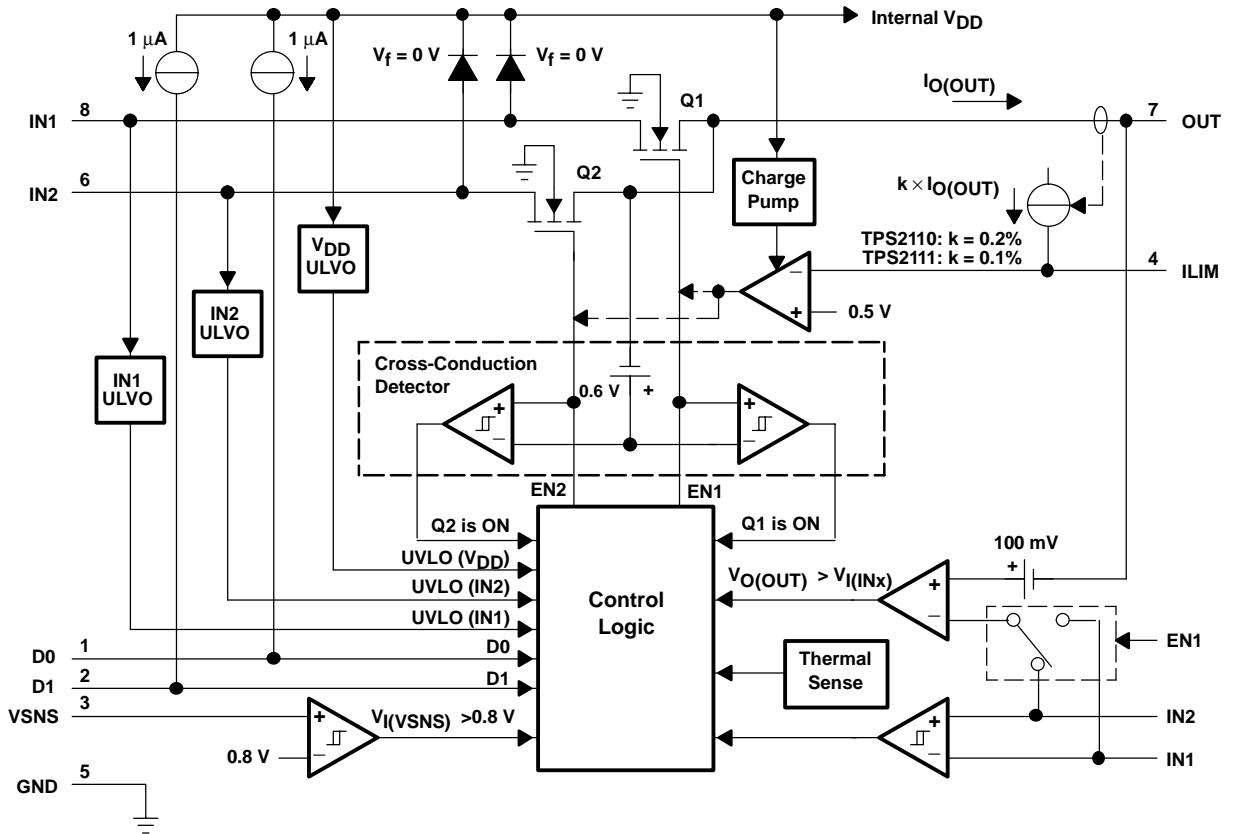 Internal VDD
1 µA
1 µA
Vf = 0 V
Vf = 0 V
IO(OUT)
Q1
8
IN1
7
OUT
6
IN2
Q2
Charge
Pump
k × IO(OUT)
VDD
ULVO
TPS2110: k = 0.2%
TPS2111: k = 0.1%
4
ILIM
−
+
0.5 V
IN2
ULVO
IN1
ULVO
Cross-Conduction
Detector
0.6 V
+
+
−
+
−
EN2
EN1
Q2 is ON
Q1 is ON
UVLO (VDD)
UVLO (IN2)
UVLO (IN1)
Control
Logic
VO(OUT) > VI(INx)
100 mV
+
+
−
EN1
D0
1
D0
D1
2
D1
Thermal
Sense
VSNS
3
+
−
VI(VSNS) >0.8 V
0.8 V
+
−
IN2
IN1
GND
5